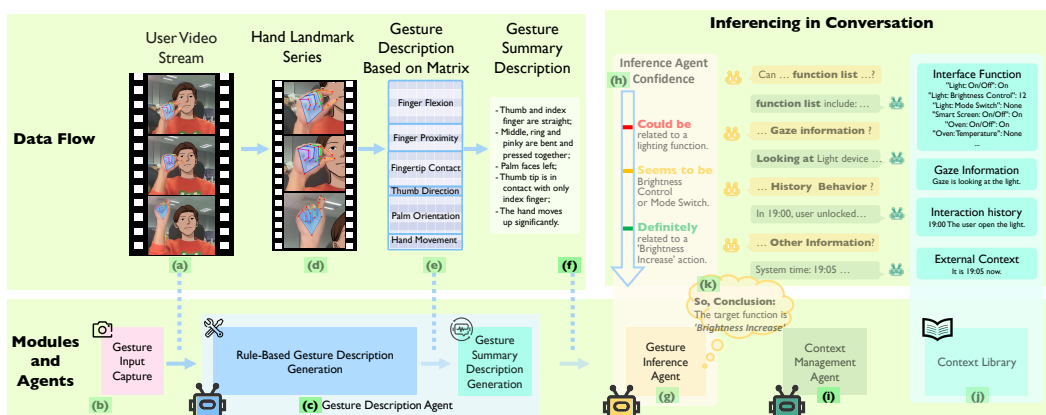 Inferencing in Conversation
User Video
Stream
Hand Landmark
Series
Gesture
Description
Based on Matrix
Gesture
Summary
Description
Data Flow
Finger Flexion
Finger Proximity
Fingertip Contact
Thumb Direction
Palm Orientation
Hand Movement
- Thumb and index
finger are straight;
- Middle, ring and
pinky are bent and
pressed together;
- Palm faces left;
- Thumb tip is in
contact with only
index finger;
- The hand moves
up significantly.
(a)
(d)
(e)
(f)
Inference Agent
(h) Confidence
Could be
related to a
lighting function.
Seems to be
Brightness
Control
or Mode Switch.
Definitely
related to a
'Brightness
Increase' action.
Can ... function list ...?
function list include: ...
... Gaze information ?
Looking at Light device ...
... History Behavior ?
In 19:00, user unlocked...
... Other Information?
System time: 19:05 ...
Interface Function
"Light: On/Off": On
"Light: Brightness Control": 12
"Light: Mode Switch": None
"Smart Screen: On/Off": On
"Oven: On/Off": On
"Oven: Temperature": None
...
Gaze Information
Gaze is looking at the light.
Interaction history
19:00 The user open the light.
External Context
It is 19:05 now.
(k)
So, Conclusion:
The target function is
'Brightness Increase'
Modules
and
Agents
Gesture
Input
Capture
(b)
Rule-Based Gesture Description
Generation
Gesture
Summary
Description
Generation
(c) Gesture Description Agent
Gesture
Inference
Agent
(g)
Context
Management
Agent
(i)
Context Library
(j)